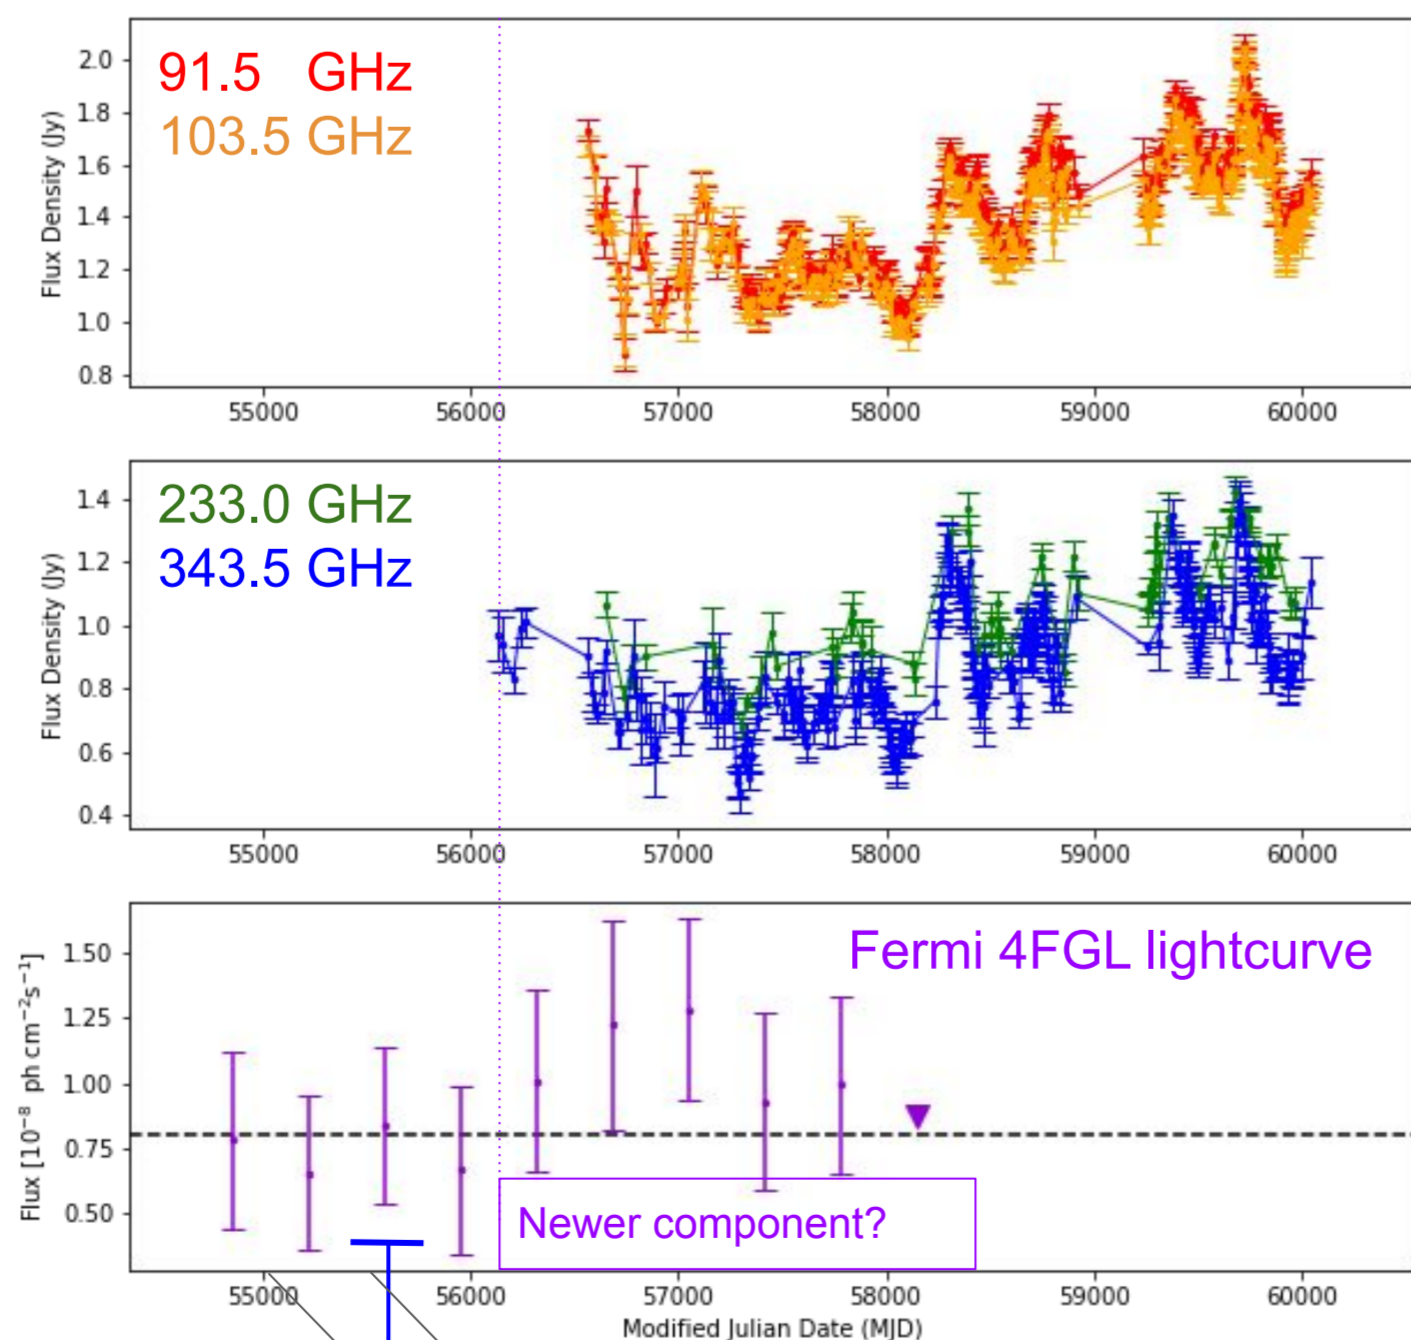 91.5 GHz
103.5 GHz
Flux Density (Jy)
2.0
1.8
1.6
1.4
1.2
1.0
0.8
55000 56000 57000 58000 59000 60000
233.0 GHz
343.5 GHz
Flux Density (Jy)
1.4
1.2
1.0
0.8
0.6
0.4
55000 56000 57000 58000 59000 60000
Fermi 4FGL lightcurve
Flux [10⁻⁸ ph cm⁻²s⁻¹]
1.50
1.25
1.00
0.75
0.50
Newer component?
55000 56000 57000 58000 59000 60000
Modified Julian Date (MJD)